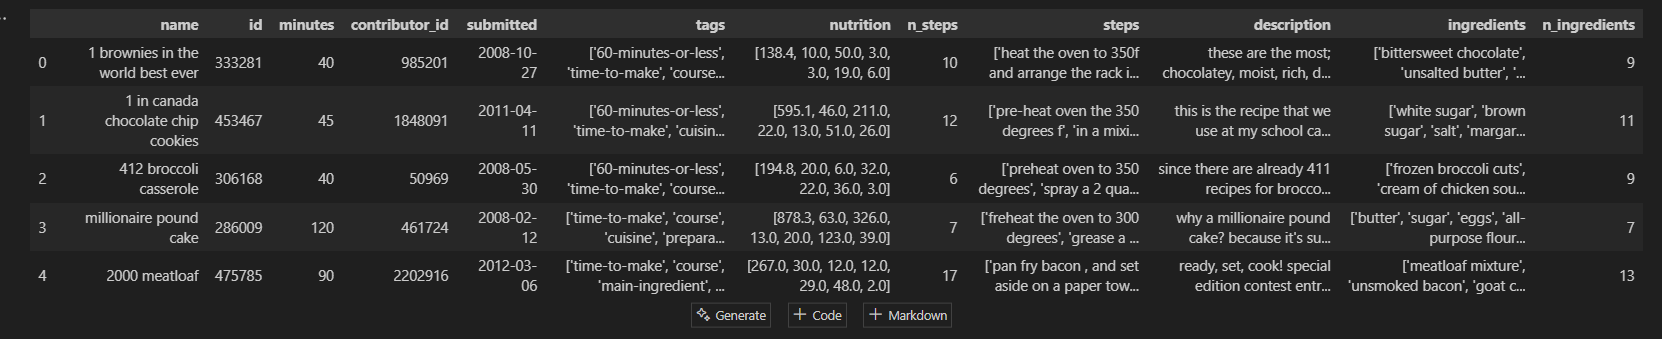 name id minutes contributor_id submitted tags nutrition n_steps steps description ingredients n_ingredients
0 1 brownies in the world best ever 333281 40 985201 2008-10-27 ['60-minutes-or-less', 'time-to-make', 'course... [138.4, 10.0, 50.0, 3.0, 3.0, 19.0, 6.0] 10 ['heat the oven to 350f and arrange the rack i... these are the most; chocolatey, moist, rich, d... ['bittersweet chocolate', 'unsalted butter', '... 9
1 1 in canada chocolate chip cookies 453467 45 1848091 2011-04-11 ['60-minutes-or-less', 'time-to-make', 'cuisin... [595.1, 46.0, 211.0, 22.0, 13.0, 51.0, 26.0] 12 ['pre-heat oven the 350 degrees f', 'in a mixi... this is the recipe that we use at my school ca... ['white sugar', 'brown sugar', 'salt', 'margar... 11
2 412 broccoli casserole 306168 40 50969 2008-05-30 ['60-minutes-or-less', 'time-to-make', 'course... [194.8, 20.0, 6.0, 32.0, 22.0, 36.0, 3.0] 6 ['preheat oven to 350 degrees', 'spray a 2 qua... since there are already 411 recipes for brocco... ['frozen broccoli cuts', 'cream of chicken sou... 9
3 millionaire pound cake 286009 120 461724 2008-02-12 ['time-to-make', 'course', 'cuisine', 'prepara... [878.3, 63.0, 326.0, 13.0, 20.0, 123.0, 39.0] 7 ['freheat the oven to 300 degrees', 'grease a ... why a millionaire pound cake? because it's su... ['butter', 'sugar', 'eggs', 'all-purpose flour... 7
4 2000 meatloaf 475785 90 2202916 2012-03-06 ['time-to-make', 'course', 'main-ingredient', ... [267.0, 30.0, 12.0, 12.0, 29.0, 48.0, 2.0] 17 ['pan fry bacon , and set aside on a paper tow... ready, set, cook! special edition contest entr... ['meatloaf mixture', 'unsmoked bacon', 'goat c... 13
Generate + Code + Markdown